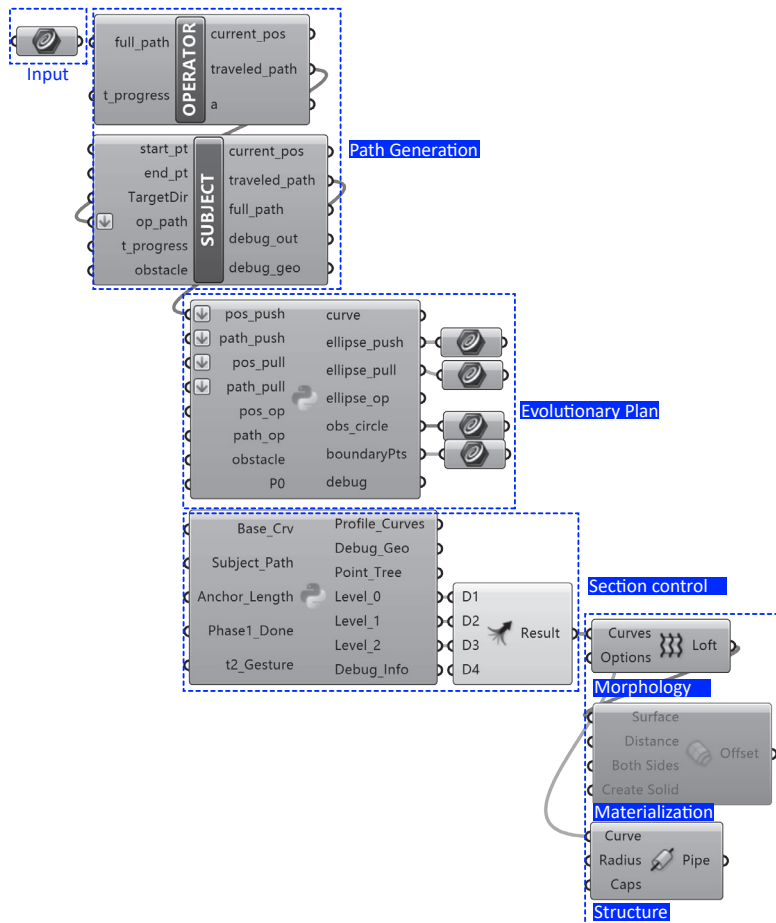 Input
full_path
t_progress
OPERATOR
current_pos
traveled_path
a
start_pt
end_pt
TargetDir
op_path
t_progress
obstacle
SUBJECT
current_pos
traveled_path
full_path
debug_out
debug_geo
Path Generation
pos_push
path_push
pos_pull
path_pull
pos_op
path_op
obstacle
P0
curve
ellipse_push
ellipse_pull
ellipse_op
obs_circle
boundaryPts
debug
Evolutionary Plan
Base_Crv
Subject_Path
Anchor_Length
Phase1_Done
t2_Gesture
Profile_Curves
Debug_Geo
Point_Tree
Level_0
Level_1
Level_2
Debug_Info
D1
D2
D3
D4
Result
Section control
Curves
Options
Loft
Morphology
Surface
Distance
Both Sides
Create Solid
Offset
Materialization
Curve
Radius
Caps
Pipe
Structure